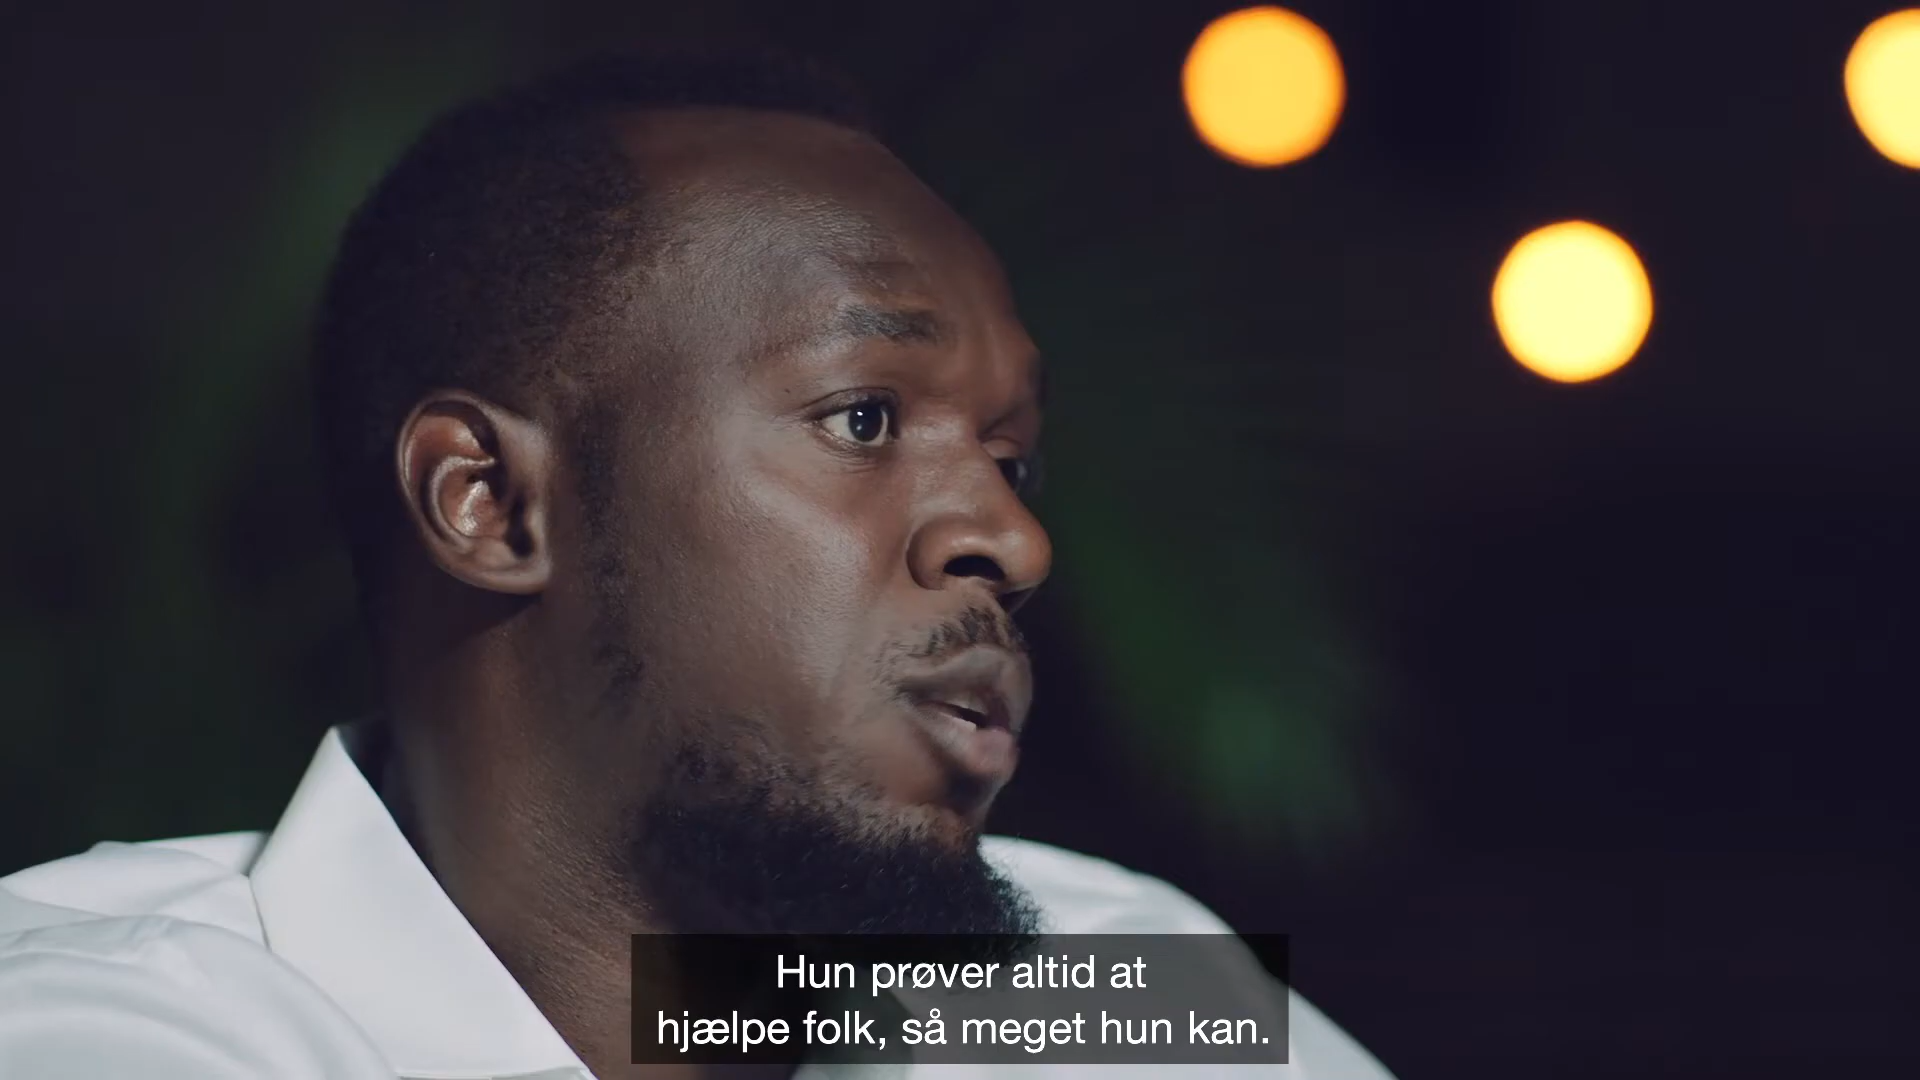 Hun prøver altid at
hjælpe folk, så meget hun kan.